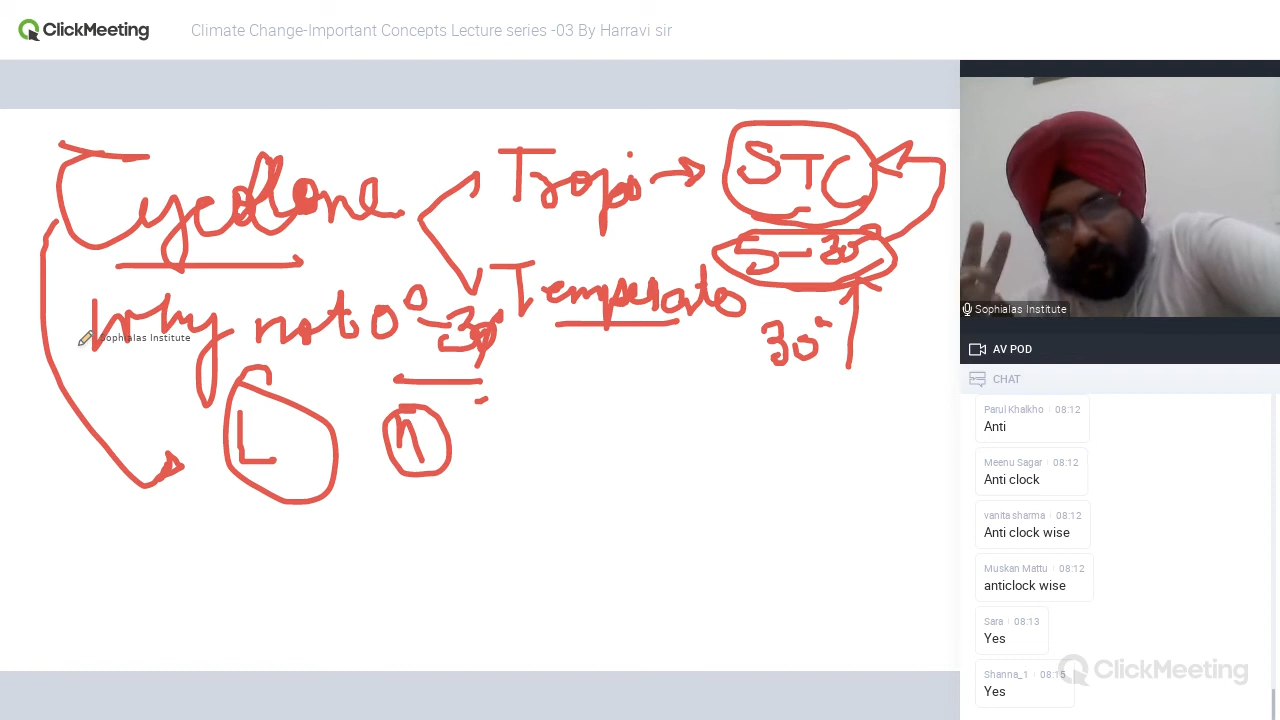 ClickMeeting
Climate Change-Important Concepts Lecture series -03 By Harravi sir
Cyclone
Tropi
STC
5-30°
Temperate
Why not 0°-30°
30°
L
Sophialas Institute
Sophialas Institute
AV POD
CHAT
Parul Khalkho 08:12
Anti
Meenu Sagar 08:12
Anti clock
vanita sharma 08:12
Anti clock wise
Muskan Mattu 08:12
anticlock wise
Sara 08:13
Yes
Shanna_1 08:15
Yes
ClickMeeting